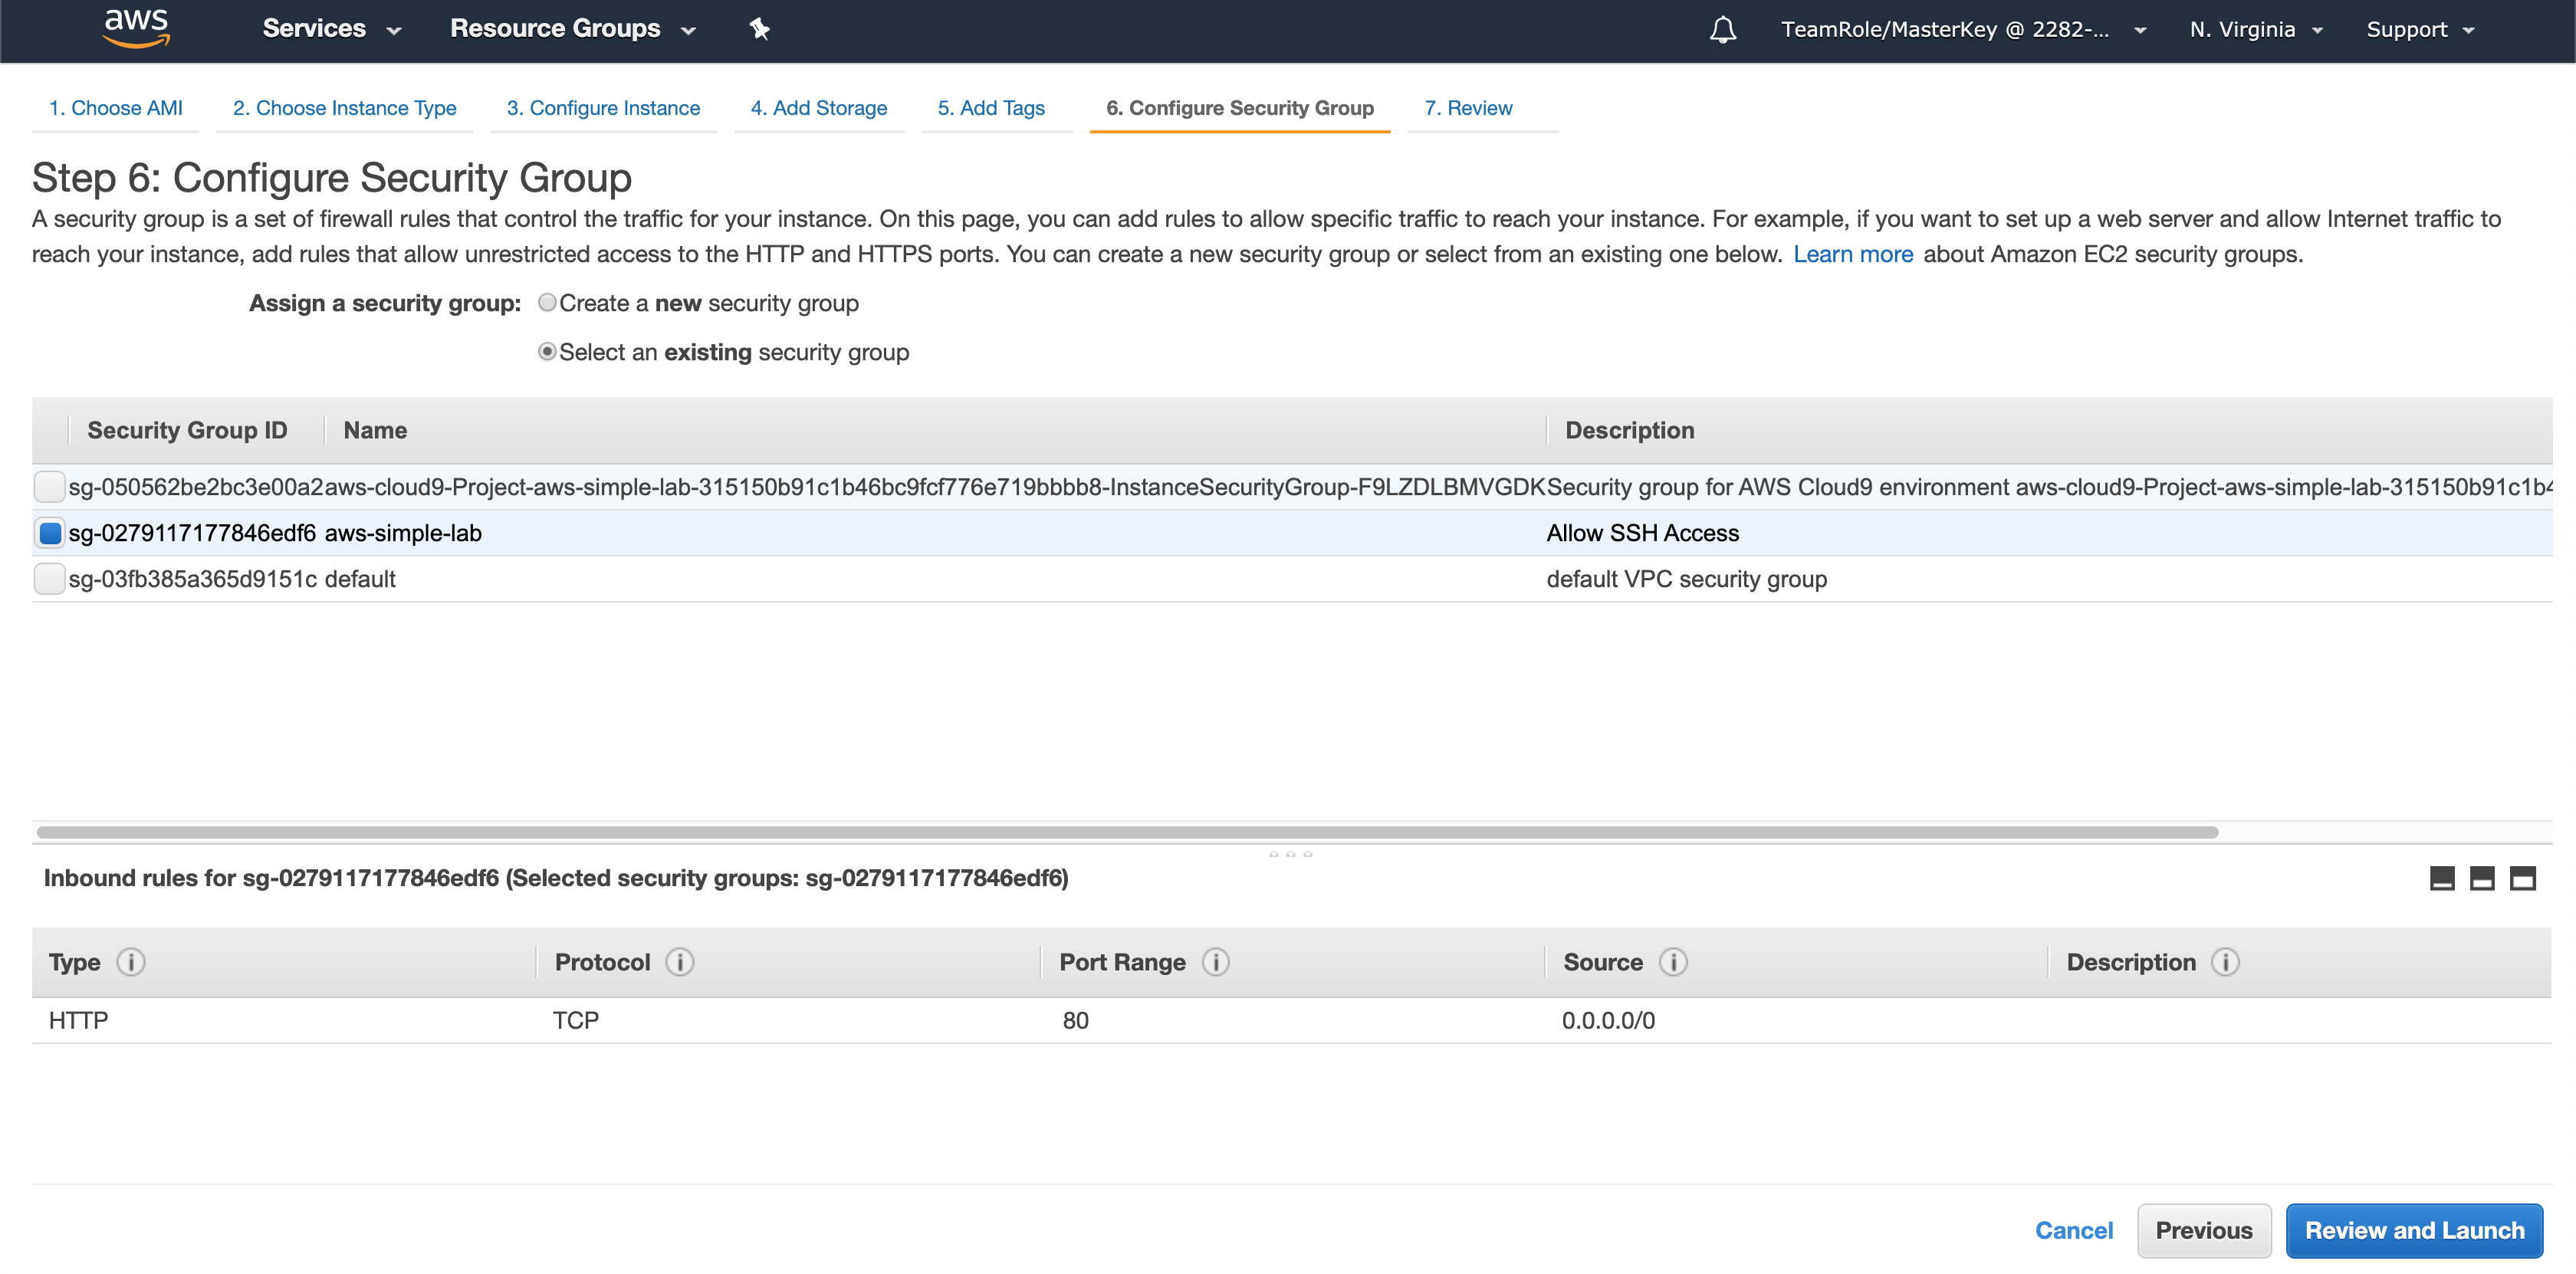 aws Services Resource Groups TeamRole/MasterKey @ 2282-... N. Virginia Support
1. Choose AMI 2. Choose Instance Type 3. Configure Instance 4. Add Storage 5. Add Tags 6. Configure Security Group 7. Review
Step 6: Configure Security Group
A security group is a set of firewall rules that control the traffic for your instance. On this page, you can add rules to allow specific traffic to reach your instance. For example, if you want to set up a web server and allow Internet traffic to
reach your instance, add rules that allow unrestricted access to the HTTP and HTTPS ports. You can create a new security group or select from an existing one below. Learn more about Amazon EC2 security groups.
Assign a security group: Create a new security group
Select an existing security group
Security Group ID Name Description
sg-050562be2bc3e00a2 aws-cloud9-Project-aws-simple-lab-315150b91c1b46bc9fcf776e719bbbb8-InstanceSecurityGroup-F9LZDLBMVGDK Security group for AWS Cloud9 environment aws-cloud9-Project-aws-simple-lab-315150b91c1b4
sg-0279117177846edf6 aws-simple-lab Allow SSH Access
sg-03fb385a365d9151c default default VPC security group
Inbound rules for sg-0279117177846edf6 (Selected security groups: sg-0279117177846edf6)
Type Protocol Port Range Source Description
HTTP TCP 80 0.0.0.0/0
Cancel Previous Review and Launch